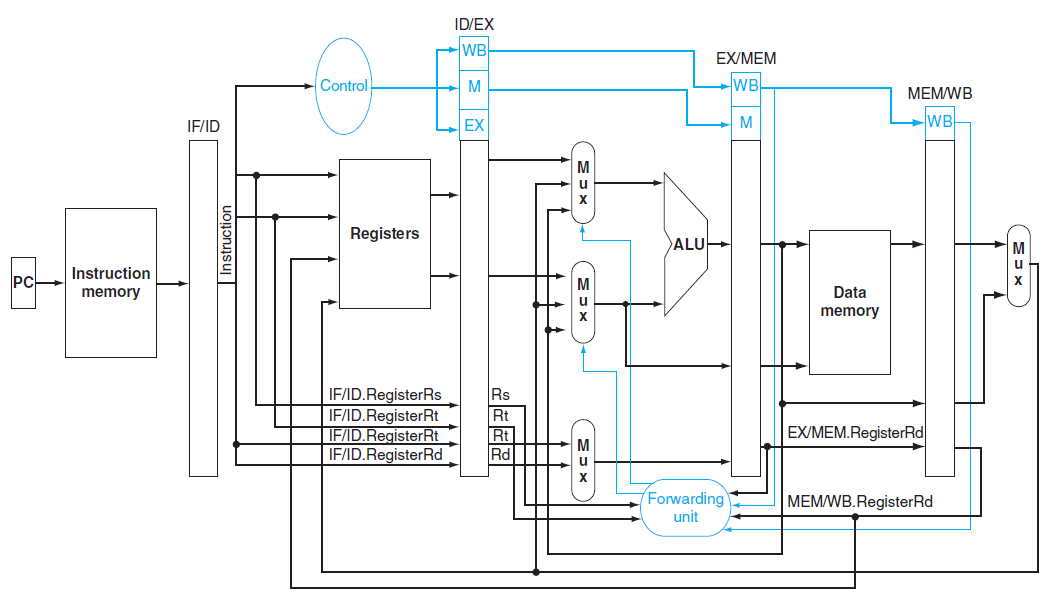 ID/EX
WB
EX/MEM
Control
M
WB
MEM/WB
IF/ID
EX
M
WB
PC
Instruction
memory
Instruction
Registers
M
u
x
M
u
x
ALU
Data
memory
M
u
x
IF/ID.RegisterRs
Rs
IF/ID.RegisterRt
Rt
IF/ID.RegisterRt
Rt
IF/ID.RegisterRd
Rd
M
u
x
EX/MEM.RegisterRd
Forwarding
unit
MEM/WB.RegisterRd